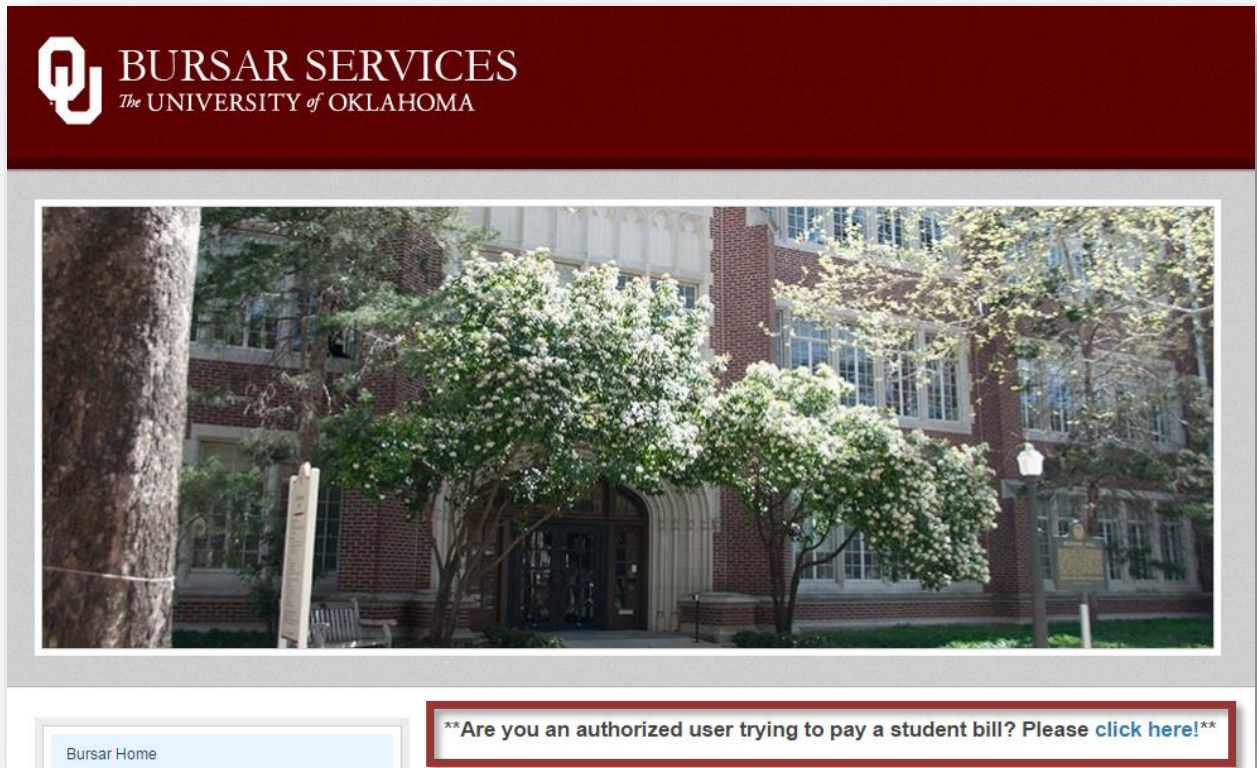 BURSAR SERVICES
The UNIVERSITY of OKLAHOMA
**Are you an authorized user trying to pay a student bill? Please click here!**
Bursar Home